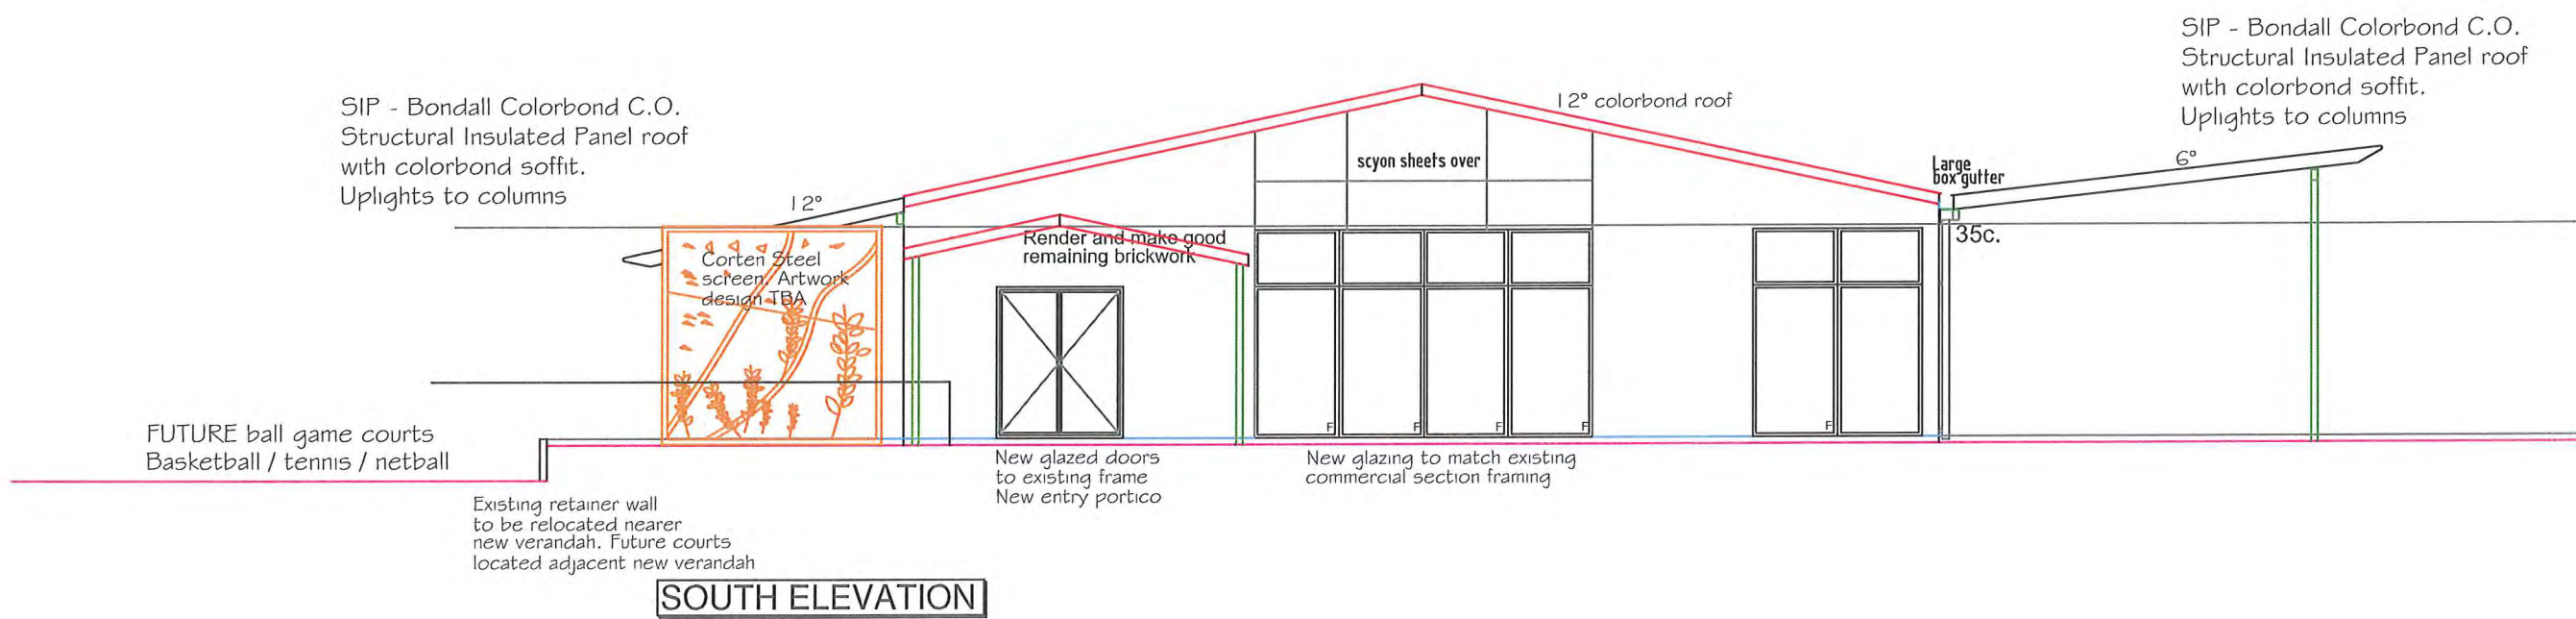 SIP - Bondall Colorbond C.O.
Structural Insulated Panel roof
with colorbond soffit.
Uplights to columns
SIP - Bondall Colorbond C.O.
Structural Insulated Panel roof
with colorbond soffit.
Uplights to columns
12° colorbond roof
scyon sheets over
Large
box gutter
6°
12°
35c.
Render and make good
remaining brickwork
Corten Steel
screen. Artwork
design TBA
F
F
F
F
F
FUTURE ball game courts
Basketball / tennis / netball
New glazed doors
to existing frame
New entry portico
New glazing to match existing
commercial section framing
Existing retainer wall
to be relocated nearer
new verandah. Future courts
located adjacent new verandah
SOUTH ELEVATION